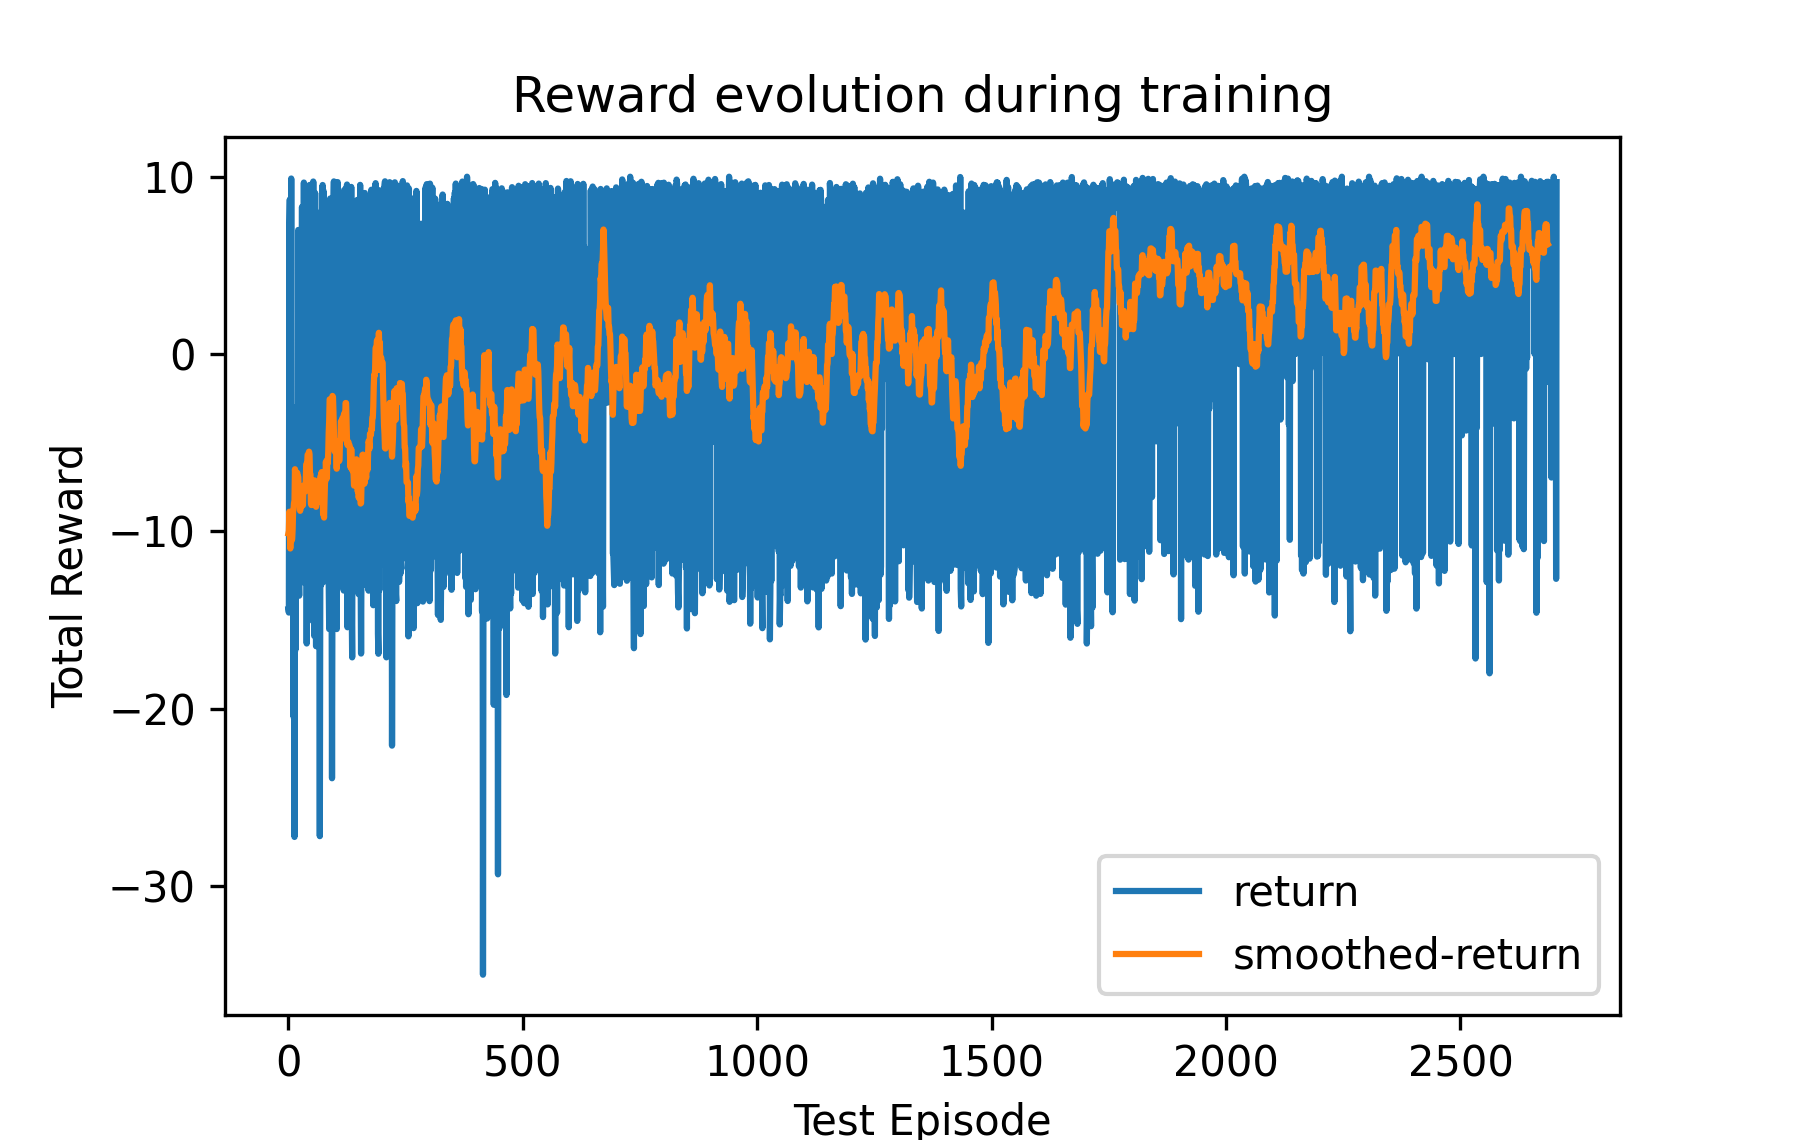 Reward evolution during training
10
0
−10
−20
−30
Total Reward
return
smoothed-return
0 500 1000 1500 2000 2500
Test Episode